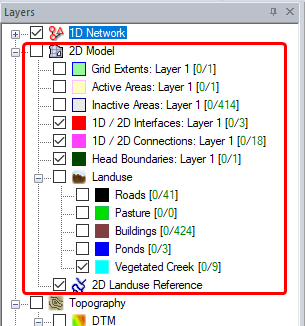 Layers
1D Network
2D Model
Grid Extents: Layer 1 [0/1]
Active Areas: Layer 1 [0/1]
Inactive Areas: Layer 1 [0/414]
1D / 2D Interfaces: Layer 1 [0/3]
1D / 2D Connections: Layer 1 [0/18]
Head Boundaries: Layer 1 [0/1]
Landuse
Roads [0/41]
Pasture [0/0]
Buildings [0/424]
Ponds [0/3]
Vegetated Creek [0/9]
2D Landuse Reference
Topography
DTM